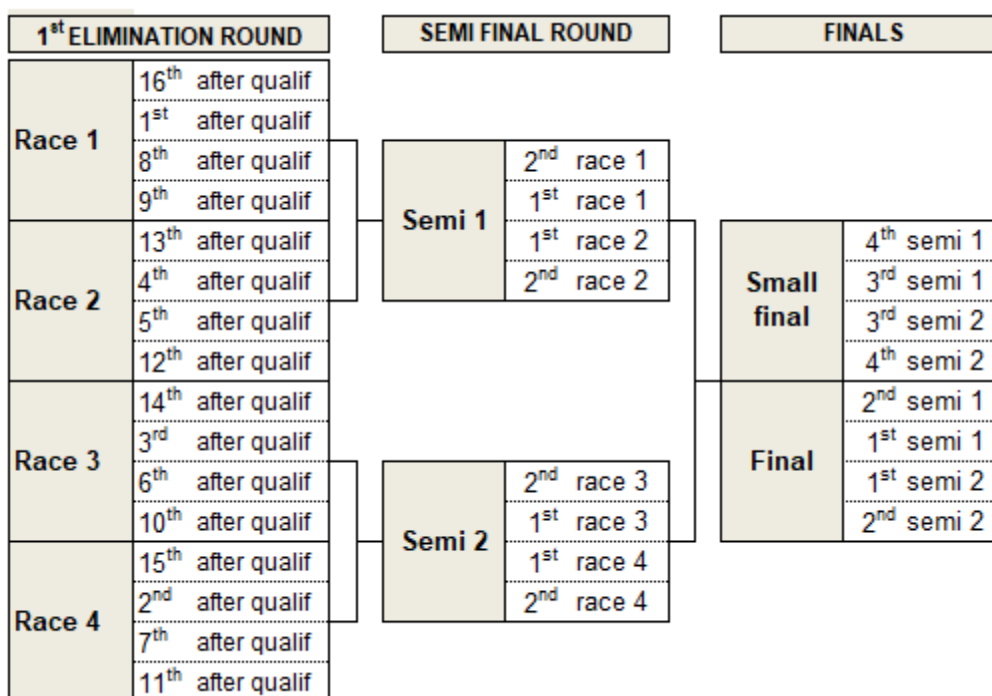 1st ELIMINATION ROUND
Race 1
16th after qualif
1st after qualif
8th after qualif
9th after qualif
Race 2
13th after qualif
4th after qualif
5th after qualif
12th after qualif
Race 3
14th after qualif
3rd after qualif
6th after qualif
10th after qualif
Race 4
15th after qualif
2nd after qualif
7th after qualif
11th after qualif
SEMI FINAL ROUND
Semi 1
2nd race 1
1st race 1
1st race 2
2nd race 2
Semi 2
2nd race 3
1st race 3
1st race 4
2nd race 4
FINALS
Small
final
4th semi 1
3rd semi 1
3rd semi 2
4th semi 2
Final
2nd semi 1
1st semi 1
1st semi 2
2nd semi 2